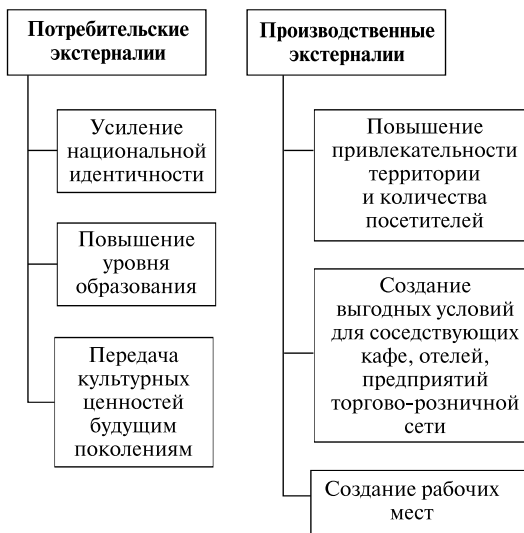 Потребительские
экстерналии
Усиление
национальной
идентичности
Повышение
уровня
образования
Передача
культурных
ценностей
будущим
поколениям
Производственные
экстерналии
Повышение
привлекательности
территории
и количества
посетителей
Создание
выгодных условий
для соседствующих
кафе, отелей,
предприятий
торгово-розничной
сети
Создание рабочих
мест